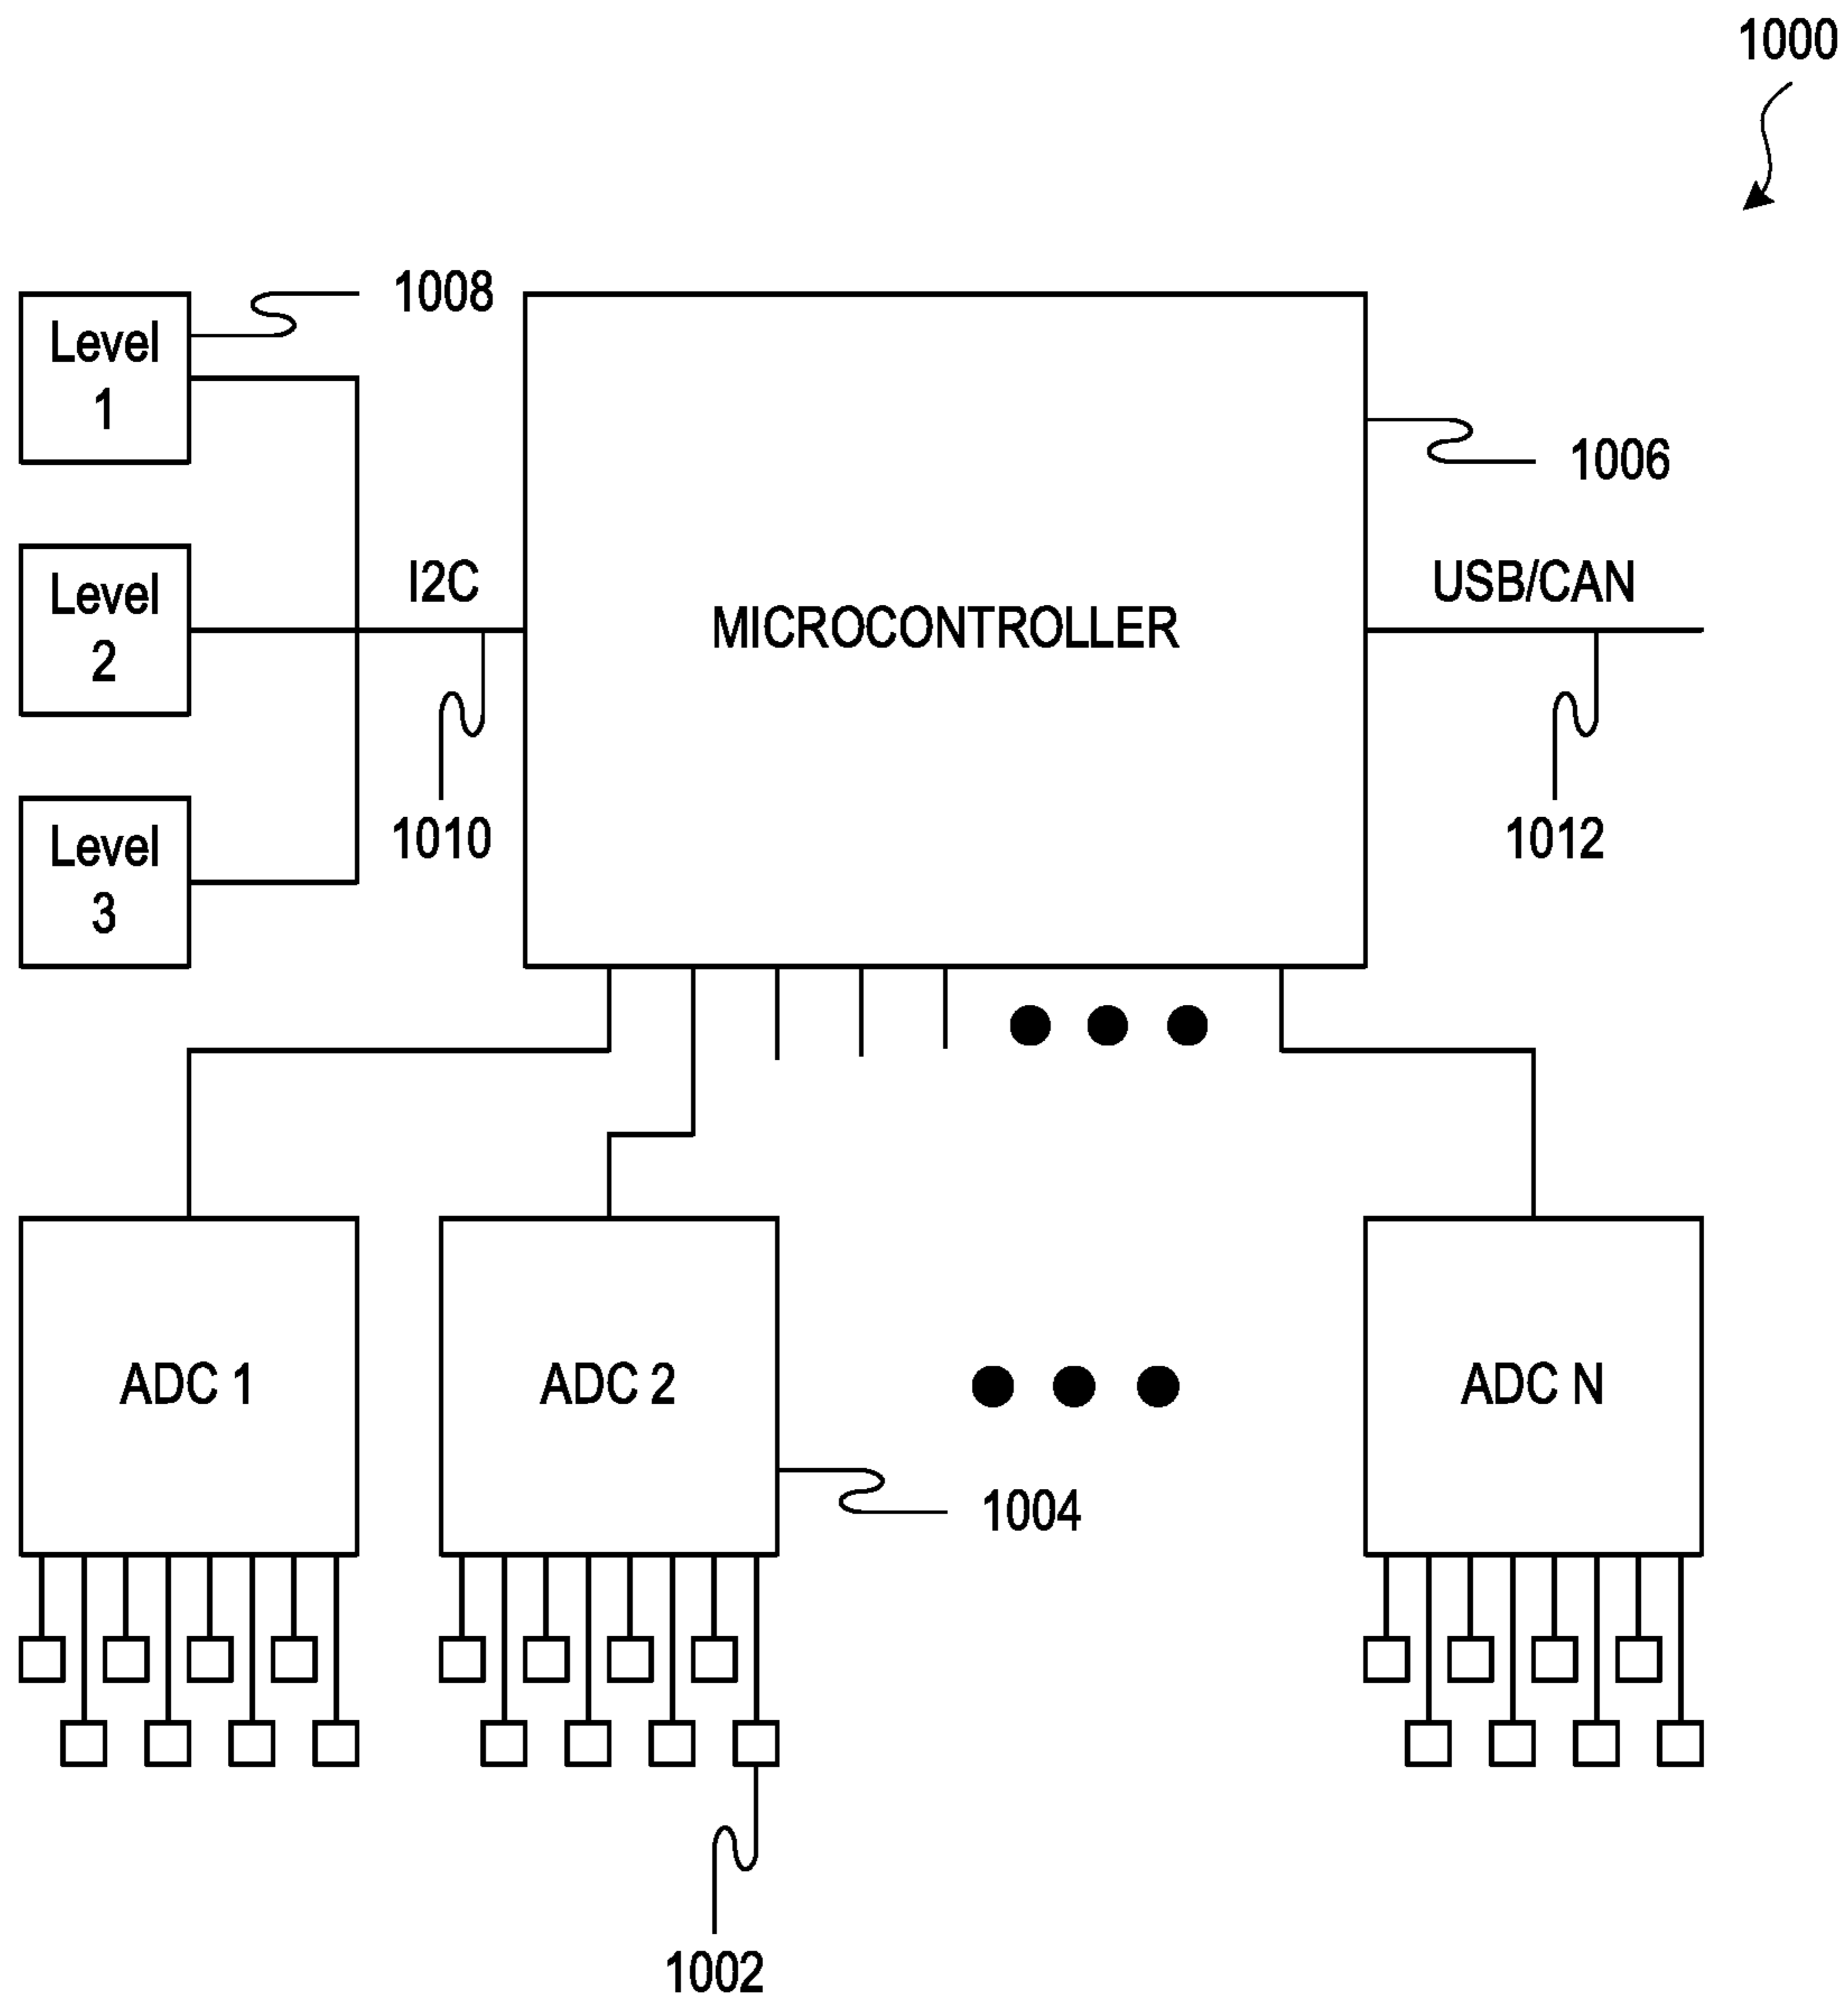 1000
1008
Level
1
1006
Level
2
I2C
MICROCONTROLLER
USB/CAN
1010
1012
Level
3
ADC 1
ADC 2
ADC N
1004
1002